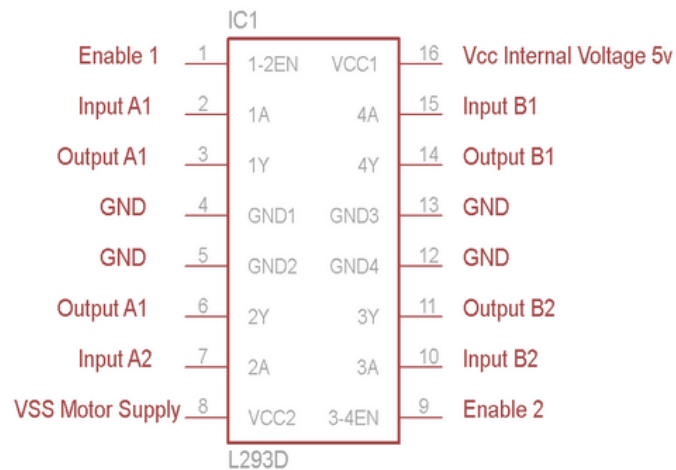 IC1
Enable 1 1 1-2EN VCC1 16 Vcc Internal Voltage 5v
Input A1 2 1A 4A 15 Input B1
Output A1 3 1Y 4Y 14 Output B1
GND 4 GND1 GND3 13 GND
GND 5 GND2 GND4 12 GND
Output A1 6 2Y 3Y 11 Output B2
Input A2 7 2A 3A 10 Input B2
VSS Motor Supply 8 VCC2 3-4EN 9 Enable 2
L293D